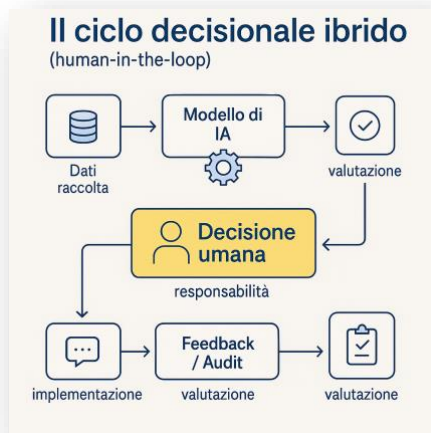 Il ciclo decisionale ibrido
(human-in-the-loop)
Modello di
IA
Dati
raccolta
valutazione
Decisione
umana
responsabilità
Feedback
/ Audit
implementazione
valutazione
valutazione